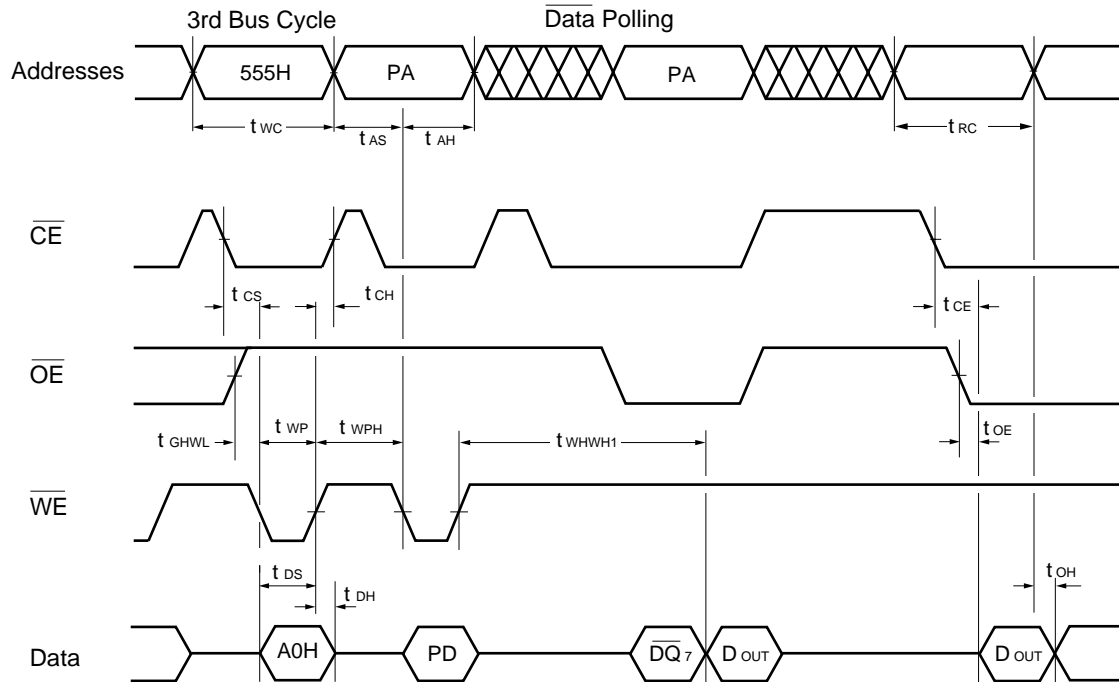 3rd Bus Cycle Data Polling
Addresses 555H PA PA
t WC t AS t AH t RC
CE
t CS t CH t CE
OE
t GHWL t WP t WPH t WHWH1 t OE
WE
t DS t DH t OH
Data A0H PD DQ 7 D OUT D OUT